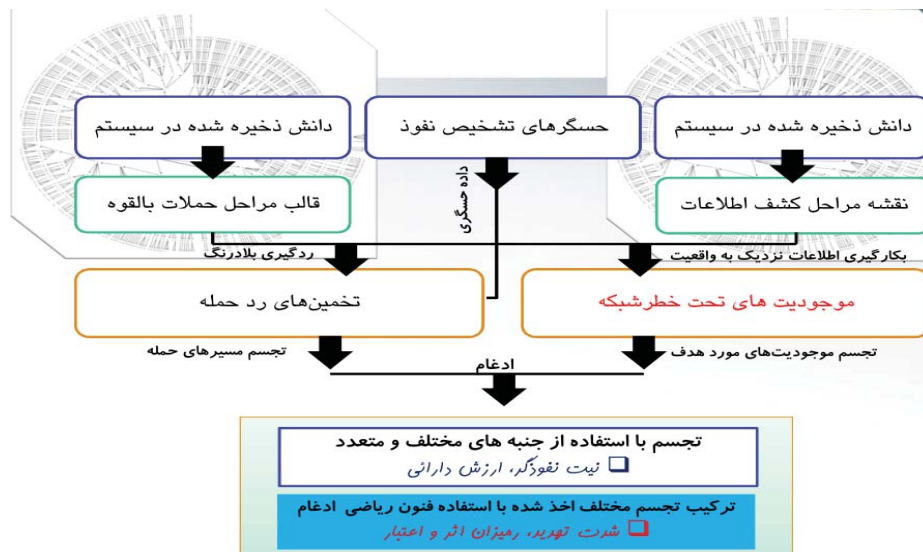 دانش ذخیره شده در سیستم
حسگرهای تشخیص نفوذ
دانش ذخیره شده در سیستم
نقشه مراحل کشف اطلاعات
داده حسگری
قالب مراحل حملات بالقوه
بکارگیری اطلاعات نزدیک به واقعیت
ردگیری بلادرنگ
موجودیت های تحت خطرشبکه
تخمین‌های رد حمله
تجسم موجودیت‌های مورد هدف
تجسم مسیرهای حمله
ادغام
تجسم با استفاده از جنبه های مختلف و متعدد
❑ نیت نفوذگر، ارزش دارائی
ترکیب تجسم مختلف اخذ شده با استفاده فنون ریاضی ادغام
❑ شدت تهدید، رمیزان اثر و اعتبار